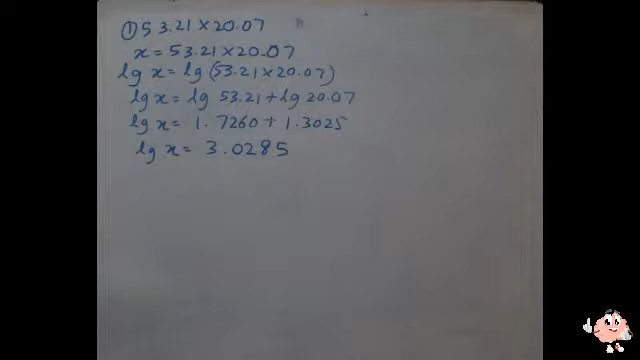 ① 53.21 × 20.07
x = 53.21 × 20.07
lg x = lg (53.21 × 20.07)
lg x = lg 53.21 + lg 20.07
lg x = 1.7260 + 1.3025
lg x = 3.0285